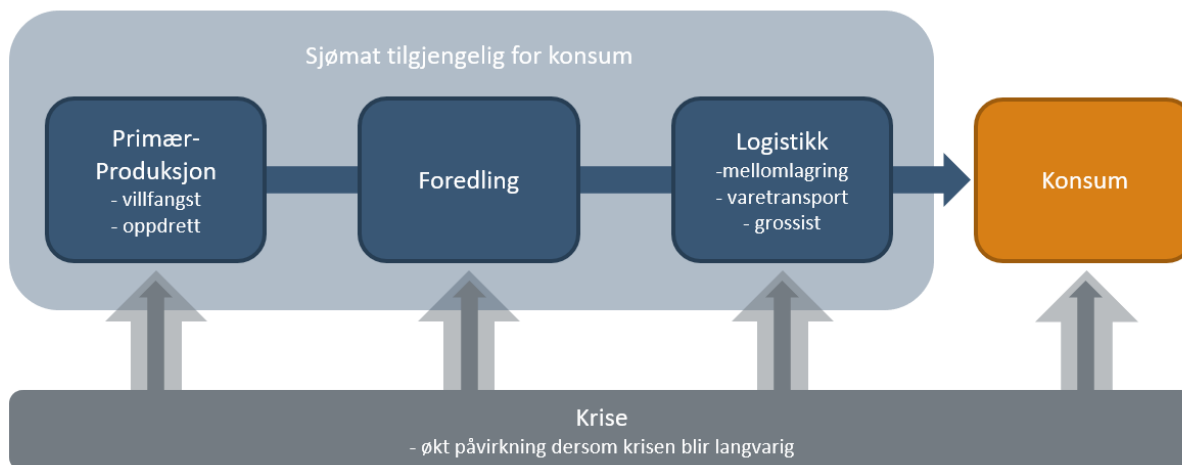 Sjømat tilgjengelig for konsum
Primær-
Produksjon
- villfangst
- oppdrett
Foredling
Logistikk
-mellomlagring
- varetransport
- grossist
Konsum
Krise
- økt påvirkning dersom krisen blir langvarig